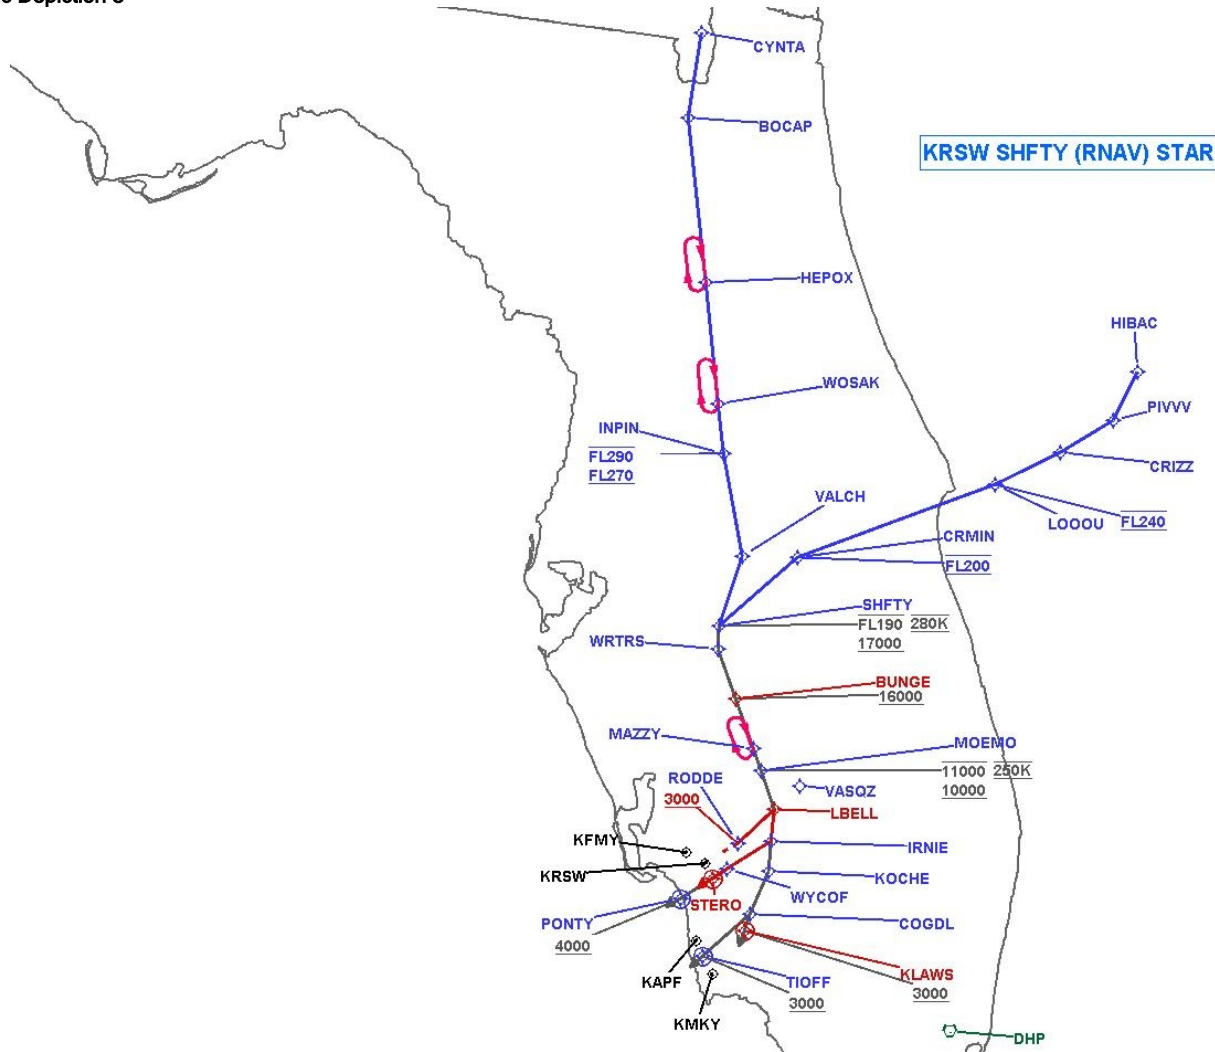 CYNTA
BOCAP
KRSW SHFTY (RNAV) STAR
HEPOX
HIBAC
WOSAK
PIVVV
INPIN
FL290
FL270
CRIZZ
VALCH
LOOOU
FL240
CRMIN
FL200
SHFTY
FL190 280K
17000
WRTRS
BUNGE
16000
MAZZY
MOEMO
11000 250K
10000
RODDE
3000
VASQZ
LBELL
KFMY
IRNIE
KRSW
KOCHE
WYCOF
STERO
PONTY
4000
COGDL
KLAWS
3000
KAPF
TIOFF
3000
KMKY
DHP